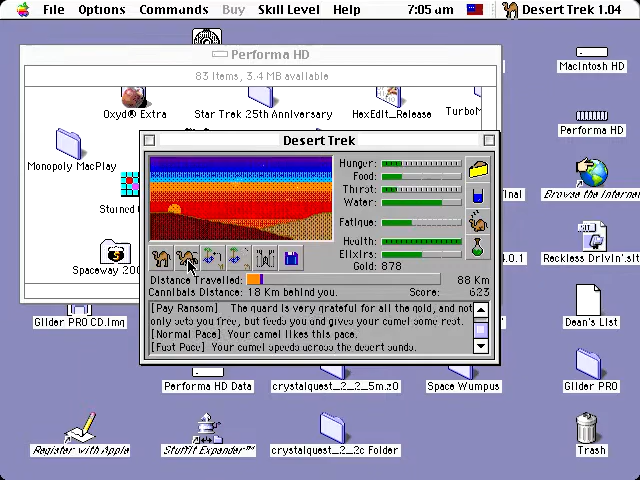 File Options Commands Buy Skill Level 7:05 am Desert Trek 1.04
Performa HD
83 items, 3.4 MB available
Oxyd® Extra
Star Trek 25th Anniversary
HexEdit_Release
TurboM
Monopoly MacPlay
Stuned
Spaceway 200
Glider PRO CD.img
Macintosh HD
Performa HD
Browse the Internet
inal
.0.1
Reckless Drivin'.sit
Dean's List
Glider PRO
Trash
Desert Trek
Hunger:
Food:
Thirst:
Water:
Fatigue:
Health:
Elixirs:
Gold: 878
Distance Travelled: 88 Km
Cannibals Distance: 18 Km behind you. Score: 623
[Pay Ransom] The guard is very grateful for all the gold, and not
only sets you free, but feeds you and gives your camel some rest.
[Normal Pace] Your camel likes this pace.
[Fast Pace] Your camel speeds across the desert sands.
Performa HD Data
crystalquest_2_2_5m.z0
Space Wumpus
Register with Apple
StuffIt Expander™
crystalquest_2_2c Folder